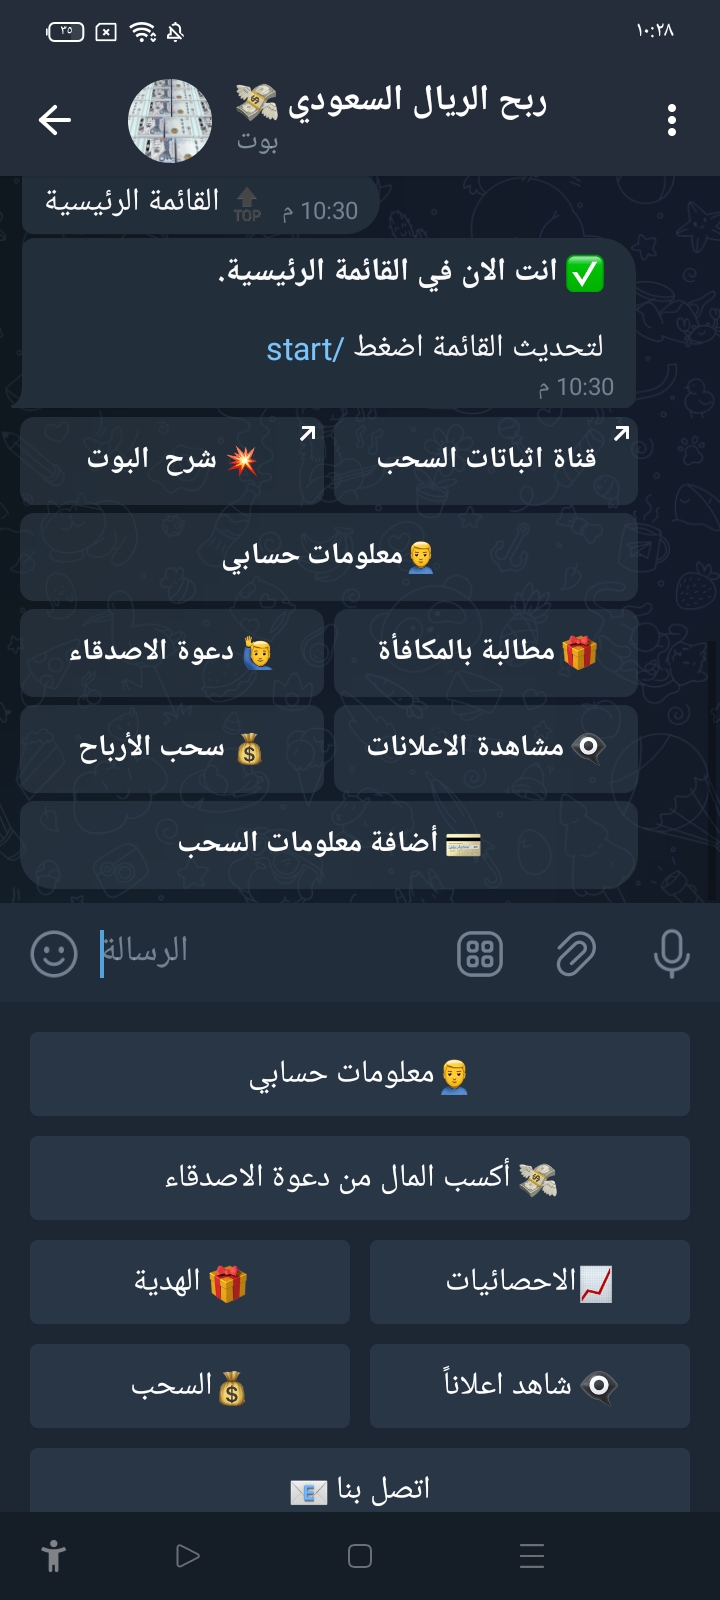 ٣٥
١٠:٢٨
ربح الريال السعودي 💸
بوت
القائمة الرئيسية 🔝
TOP
10:30 م
✅ انت الان في القائمة الرئيسية.
لتحديث القائمة اضغط /start
10:30 م
قناة اثباتات السحب
💥 شرح البوت
🙎‍♂️معلومات حسابي
🎁 مطالبة بالمكافأة
🙋‍♂️ دعوة الاصدقاء
👁‍🗨 مشاهدة الاعلانات
💰 سحب الأرباح
💳 أضافة معلومات السحب
الرسالة
🙎‍♂️معلومات حسابي
💸 أكسب المال من دعوة الاصدقاء
📈الاحصائيات
🎁 الهدية
👁‍🗨 شاهد اعلاناً
💰السحب
اتصل بنا 📧